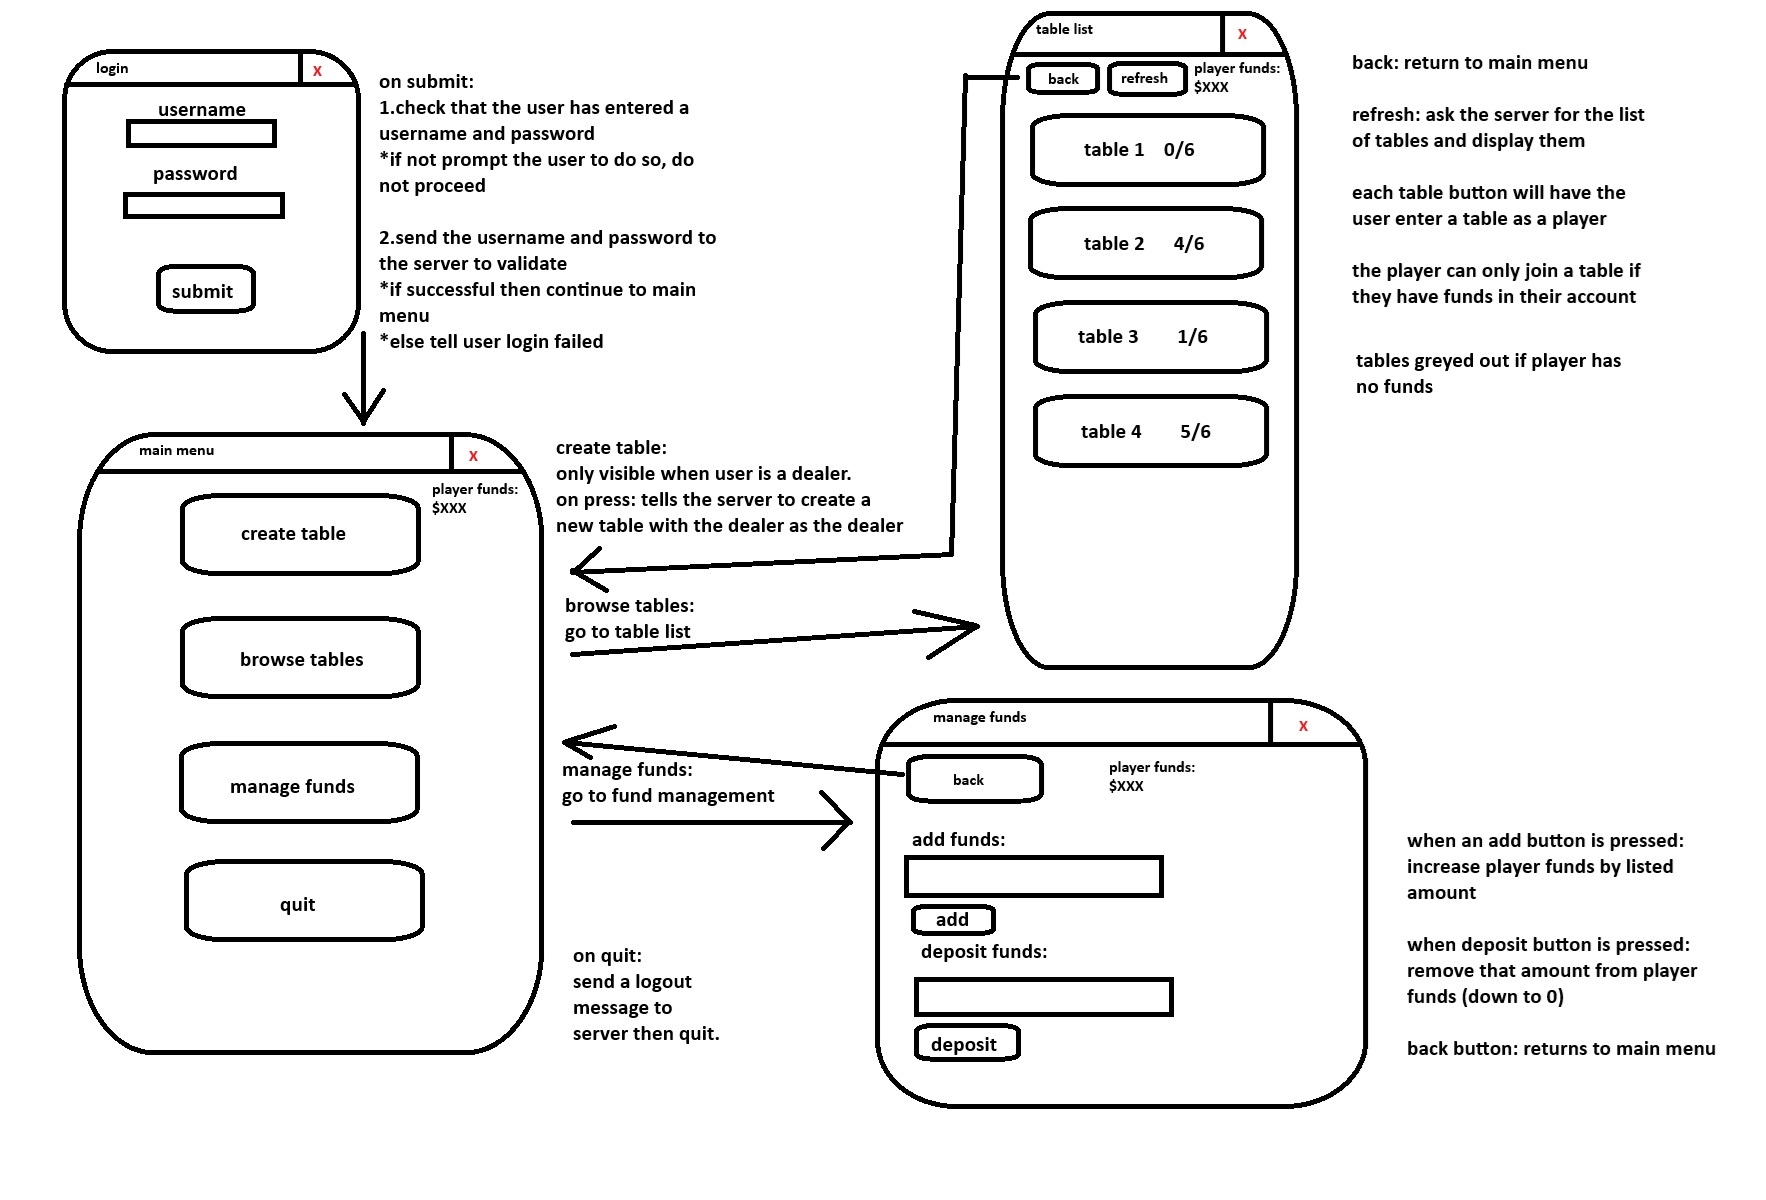 login
X
username
password
submit
on submit:
1.check that the user has entered a
username and password
*if not prompt the user to do so, do
not proceed
2.send the username and password to
the server to validate
*if successful then continue to main
menu
*else tell user login failed
table list
X
back
refresh
player funds:
$XXX
table 1 0/6
table 2 4/6
table 3 1/6
table 4 5/6
back: return to main menu
refresh: ask the server for the list
of tables and display them
each table button will have the
user enter a table as a player
the player can only join a table if
they have funds in their account
tables greyed out if player has
no funds
main menu
X
player funds:
$XXX
create table
browse tables
manage funds
quit
create table:
only visible when user is a dealer.
on press: tells the server to create a
new table with the dealer as the dealer
browse tables:
go to table list
manage funds:
go to fund management
on quit:
send a logout
message to
server then quit.
manage funds
X
back
player funds:
$XXX
add funds:
add
deposit funds:
deposit
when an add button is pressed:
increase player funds by listed
amount
when deposit button is pressed:
remove that amount from player
funds (down to 0)
back button: returns to main menu